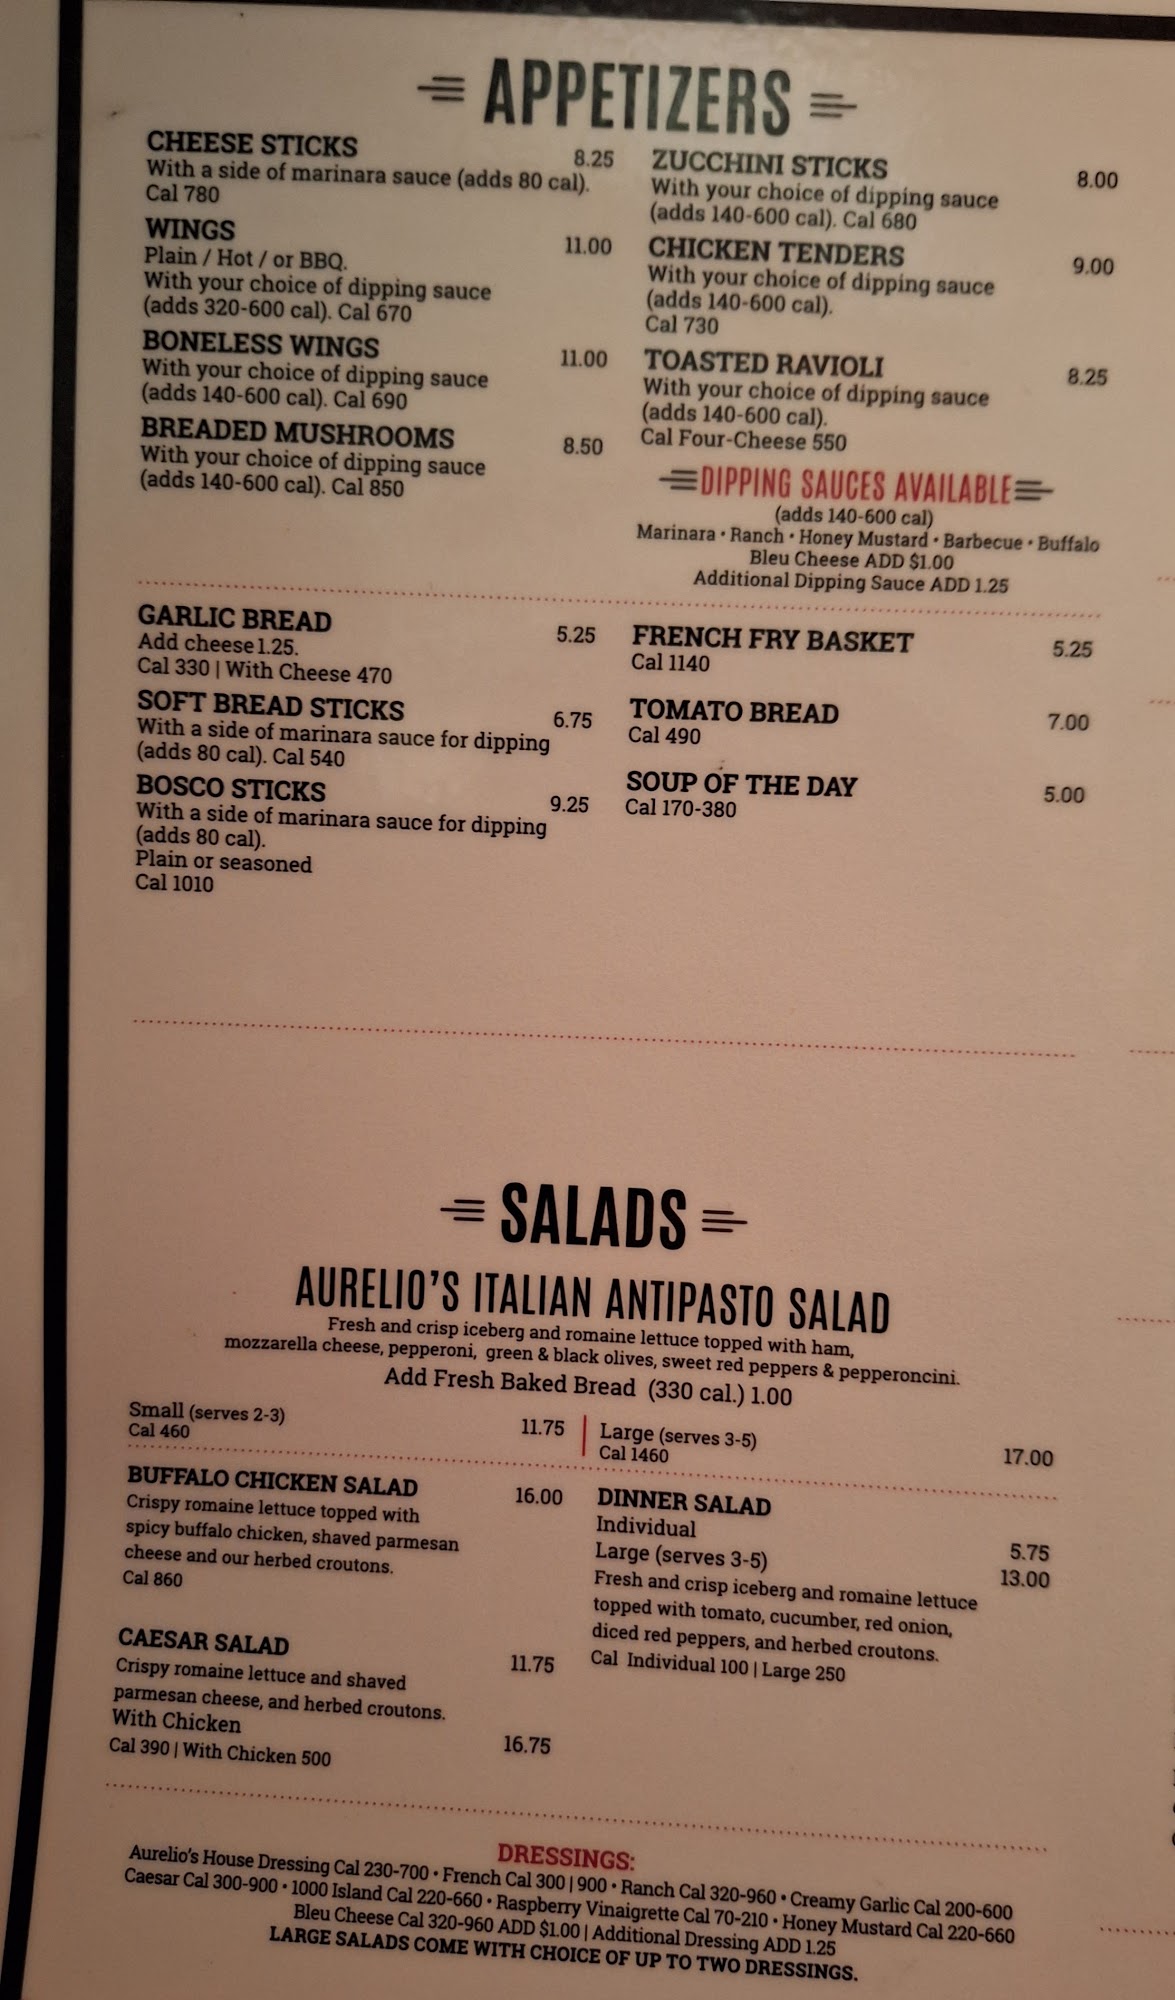 APPETIZERS
CHEESE STICKS 8.25
With a side of marinara sauce (adds 80 cal).
Cal 780
WINGS 11.00
Plain / Hot / or BBQ.
With your choice of dipping sauce
(adds 320-600 cal). Cal 670
BONELESS WINGS 11.00
With your choice of dipping sauce
(adds 140-600 cal). Cal 690
BREADED MUSHROOMS 8.50
With your choice of dipping sauce
(adds 140-600 cal). Cal 850
ZUCCHINI STICKS 8.00
With your choice of dipping sauce
(adds 140-600 cal). Cal 680
CHICKEN TENDERS 9.00
With your choice of dipping sauce
(adds 140-600 cal).
Cal 730
TOASTED RAVIOLI 8.25
With your choice of dipping sauce
(adds 140-600 cal).
Cal Four-Cheese 550
DIPPING SAUCES AVAILABLE
(adds 140-600 cal)
Marinara • Ranch • Honey Mustard • Barbecue • Buffalo
Bleu Cheese ADD $1.00
Additional Dipping Sauce ADD 1.25
GARLIC BREAD 5.25
Add cheese 1.25.
Cal 330 | With Cheese 470
SOFT BREAD STICKS 6.75
With a side of marinara sauce for dipping
(adds 80 cal). Cal 540
BOSCO STICKS 9.25
With a side of marinara sauce for dipping
(adds 80 cal).
Plain or seasoned
Cal 1010
FRENCH FRY BASKET 5.25
Cal 1140
TOMATO BREAD 7.00
Cal 490
SOUP OF THE DAY 5.00
Cal 170-380
SALADS
AURELIO'S ITALIAN ANTIPASTO SALAD
Fresh and crisp iceberg and romaine lettuce topped with ham,
mozzarella cheese, pepperoni, green & black olives, sweet red peppers & pepperoncini.
Add Fresh Baked Bread (330 cal.) 1.00
Small (serves 2-3) 11.75
Cal 460
Large (serves 3-5) 17.00
Cal 1460
BUFFALO CHICKEN SALAD 16.00
Crispy romaine lettuce topped with
spicy buffalo chicken, shaved parmesan
cheese and our herbed croutons.
Cal 860
CAESAR SALAD 11.75
Crispy romaine lettuce and shaved
parmesan cheese, and herbed croutons.
With Chicken 16.75
Cal 390 | With Chicken 500
DINNER SALAD
Individual 5.75
Large (serves 3-5) 13.00
Fresh and crisp iceberg and romaine lettuce
topped with tomato, cucumber, red onion,
diced red peppers, and herbed croutons.
Cal Individual 100 | Large 250
DRESSINGS:
Aurelio's House Dressing Cal 230-700 • French Cal 300 | 900 • Ranch Cal 320-960 • Creamy Garlic Cal 200-600
Caesar Cal 300-900 • 1000 Island Cal 220-660 • Raspberry Vinaigrette Cal 70-210 • Honey Mustard Cal 220-660
Bleu Cheese Cal 320-960 ADD $1.00 | Additional Dressing ADD 1.25
LARGE SALADS COME WITH CHOICE OF UP TO TWO DRESSINGS.